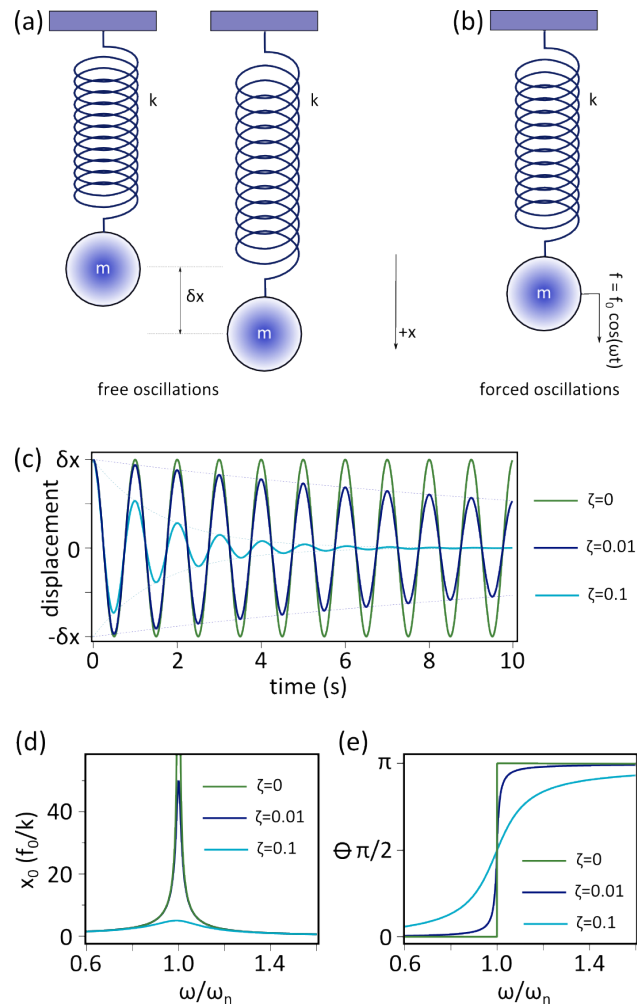 (a)
(b)
k
k
k
m
m
m
δx
+x
f = f₀ cos(ωt)
free oscillations
forced oscillations
(c)
δx
0
-δx
displacement
0
2
4
6
8
10
time (s)
ζ=0
ζ=0.01
ζ=0.1
(d)
x₀ (f₀/k)
40
20
0
0.6
1.0
1.4
ω/ωₙ
ζ=0
ζ=0.01
ζ=0.1
(e)
π
Φ π/2
0
0.6
1.0
1.4
ω/ωₙ
ζ=0
ζ=0.01
ζ=0.1